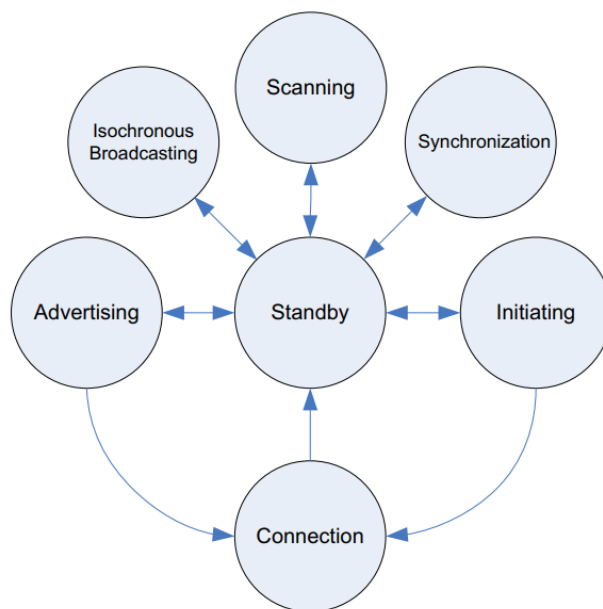 Scanning
Isochronous
Broadcasting
Synchronization
Advertising
Standby
Initiating
Connection